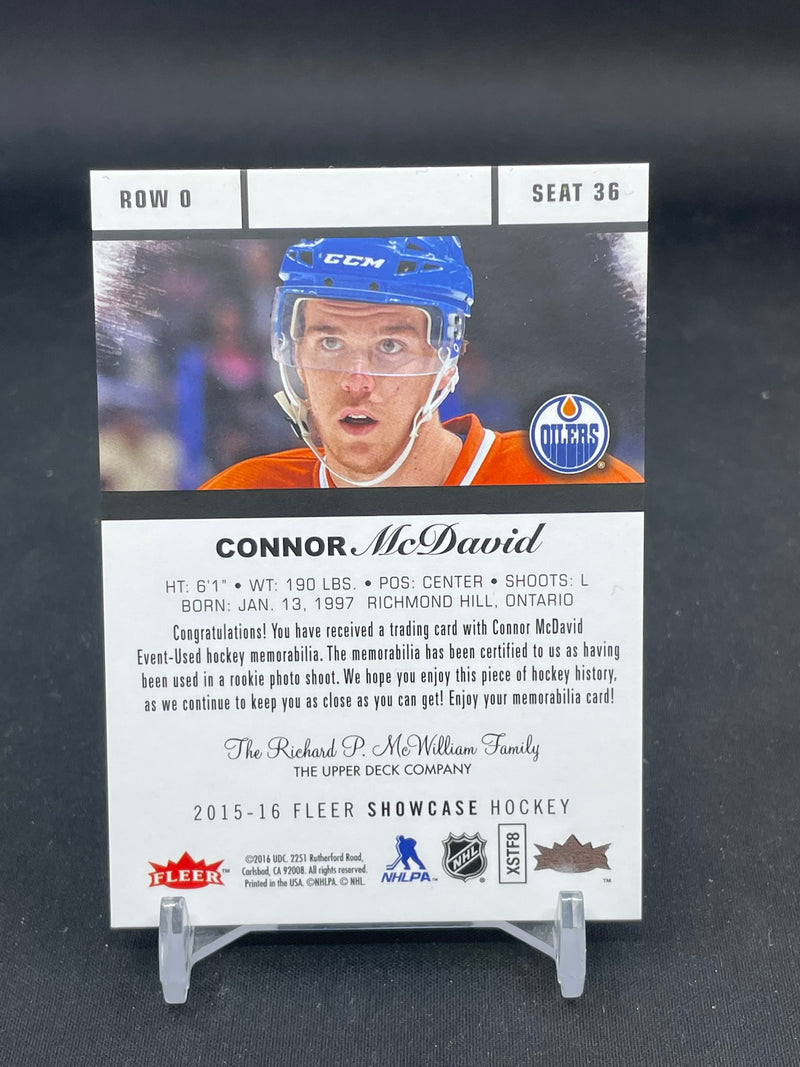 ROW 0
SEAT 36
CCM
OILERS
®
CONNOR McDavid
HT: 6'1" • WT: 190 LBS. • POS: CENTER • SHOOTS: L
BORN: JAN. 13, 1997 RICHMOND HILL, ONTARIO
Congratulations! You have received a trading card with Connor McDavid
Event-Used hockey memorabilia. The memorabilia has been certified to us as having
been used in a rookie photo shoot. We hope you enjoy this piece of hockey history,
as we continue to keep you as close as you can get! Enjoy your memorabilia card!
The Richard P. McWilliam Family
THE UPPER DECK COMPANY
2015-16 FLEER SHOWCASE HOCKEY
FLEER™
©2016 UDC. 2251 Rutherford Road,
Carlsbad, CA 92008. All rights reserved.
Printed in the USA. ©NHLPA. © NHL.
NHLPA™
NHL®
XSTF8
™